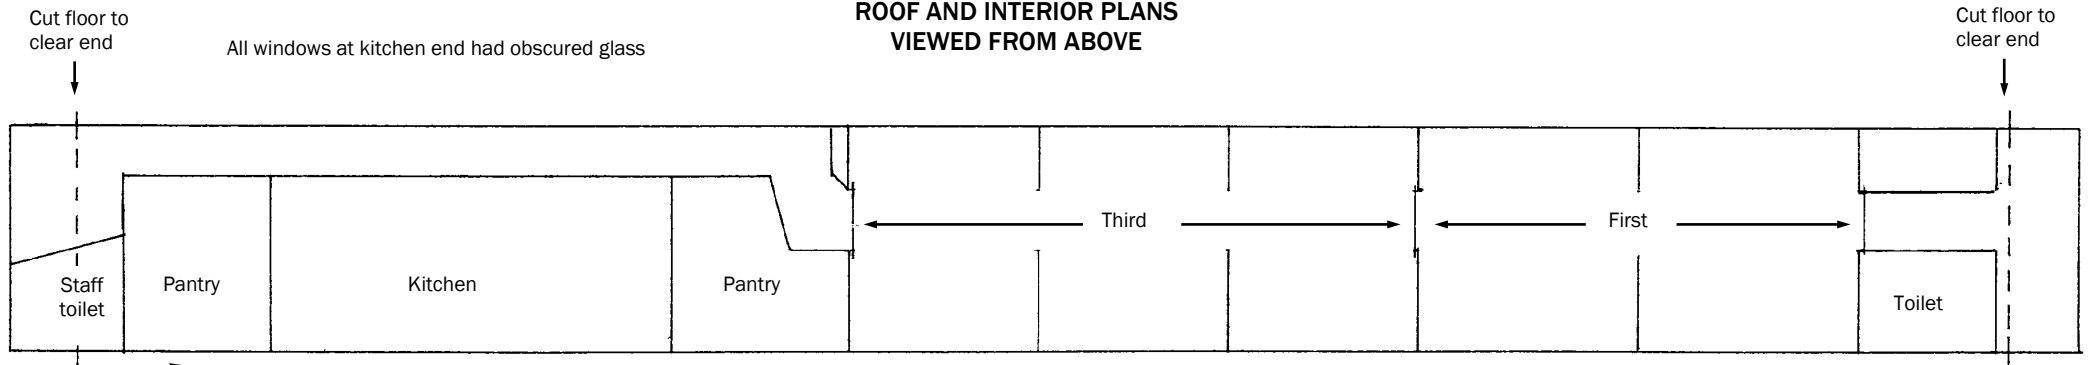 ROOF AND INTERIOR PLANS
VIEWED FROM ABOVE
Cut floor to
clear end
All windows at kitchen end had obscured glass
Cut floor to
clear end
Third
First
Staff
toilet
Pantry
Kitchen
Pantry
Toilet